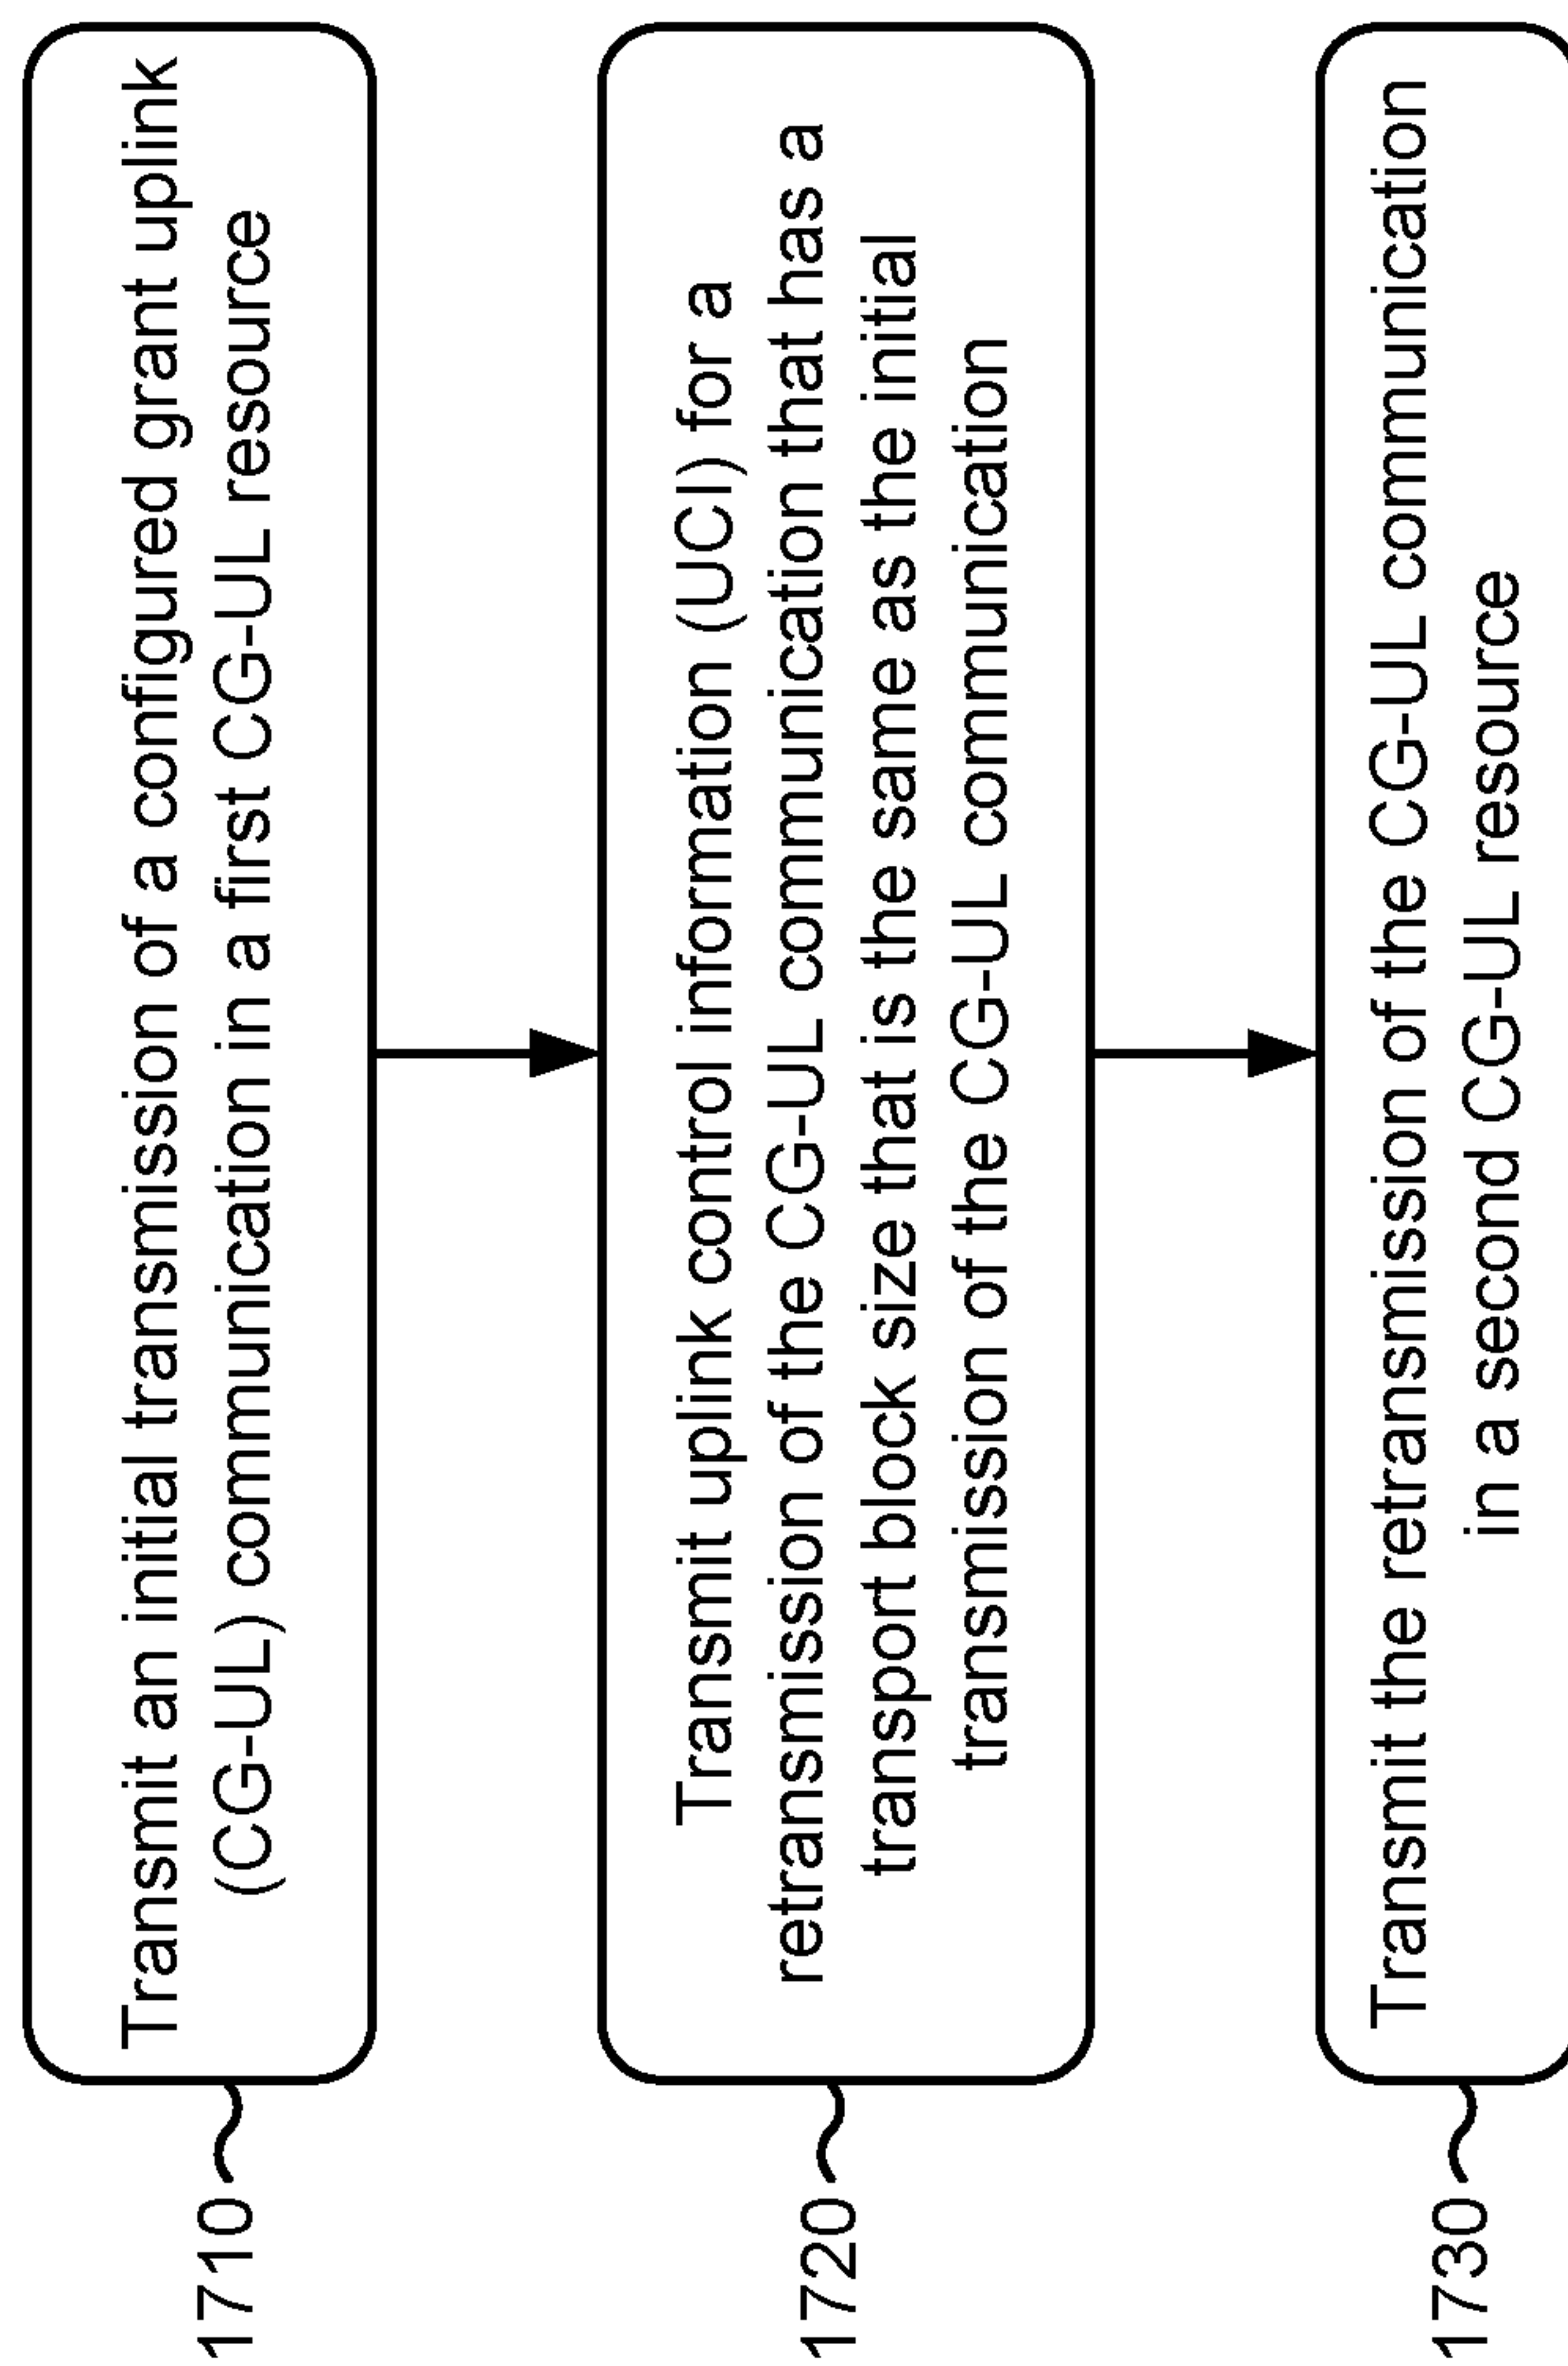 1710
Transmit an initial transmission of a configured grant uplink
(CG-UL) communication in a first CG-UL resource
1720
Transmit uplink control information (UCI) for a
retransmission of the CG-UL communication that has a
transport block size that is the same as the initial
transmission of the CG-UL communication
1730
Transmit the retransmission of the CG-UL communication
in a second CG-UL resource